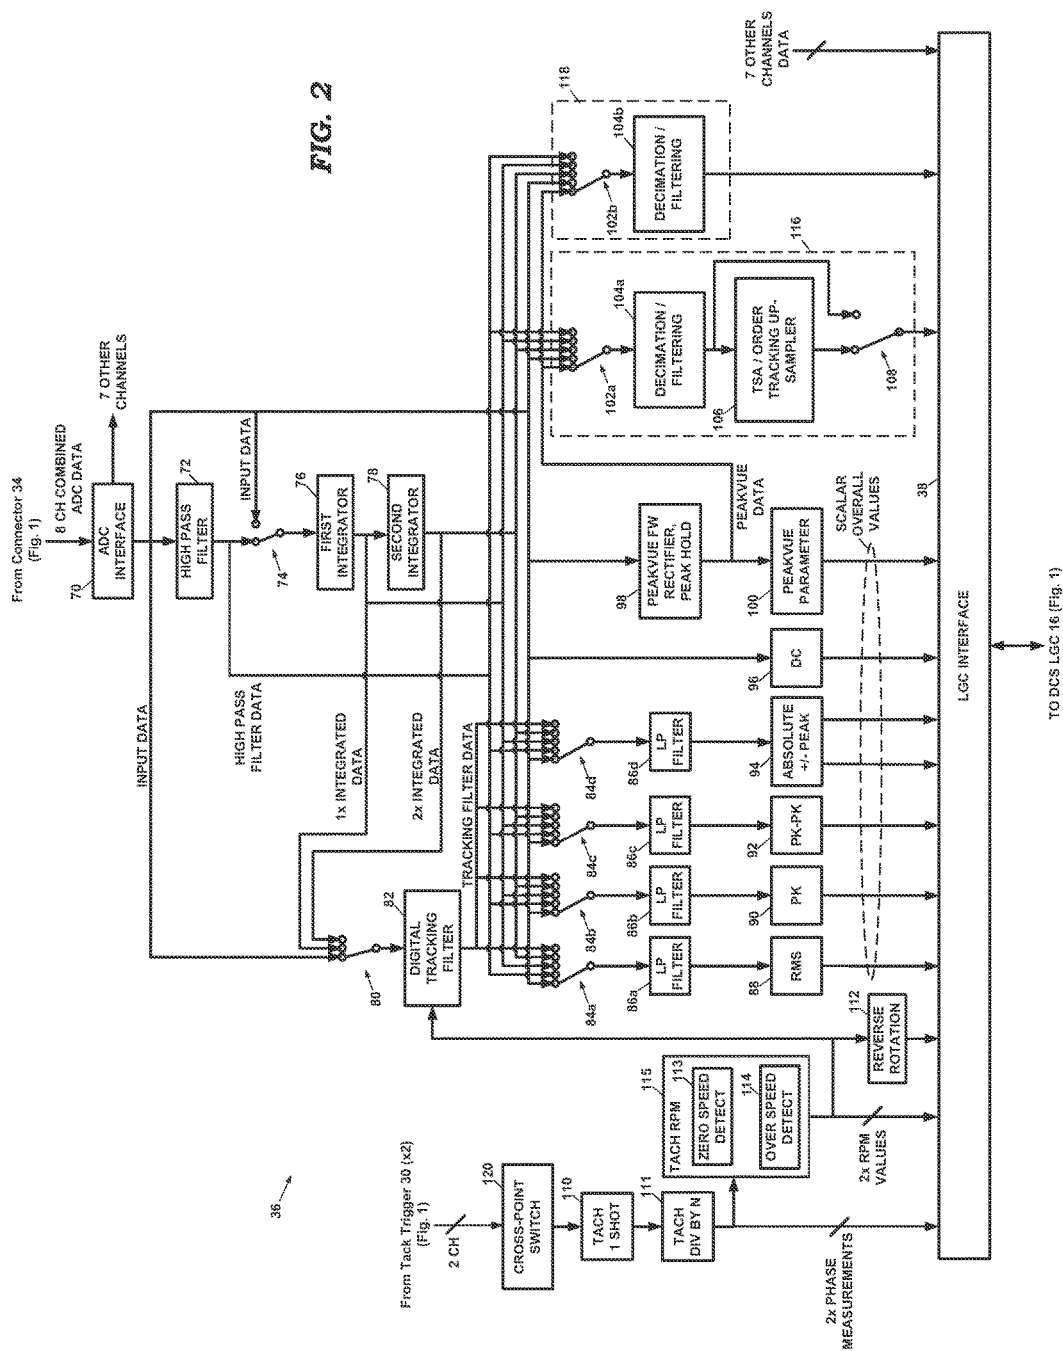 FIG. 2
From Connector 34
(Fig. 1)
8 CH COMBINED
ADC DATA
7 OTHER
CHANNELS
70
ADC
INTERFACE
72
HIGH PASS
FILTER
INPUT DATA
INPUT DATA
74
HIGH PASS
FILTER DATA
76
FIRST
INTEGRATOR
78
SECOND
INTEGRATOR
1x INTEGRATED
DATA
2x INTEGRATED
DATA
80
82
DIGITAL
TRACKING
FILTER
TRACKING FILTER DATA
84a
84b
84c
84d
86a
LP
FILTER
86b
LP
FILTER
86c
LP
FILTER
86d
LP
FILTER
88
RMS
90
PK
92
PK-PK
94
ABSOLUTE
+/- PEAK
96
DC
98
PEAKVUE FW
RECTIFIER,
PEAK HOLD
PEAKVUE
DATA
100
PEAKVUE
PARAMETER
SCALAR
OVERALL
VALUES
102a
104a
DECIMATION /
FILTERING
106
TSA / ORDER
TRACKING UP-
SAMPLER
108
116
118
102b
104b
DECIMATION /
FILTERING
7 OTHER
CHANNELS
DATA
36
From Tack Trigger 30 (x2)
(Fig. 1)
2 CH
120
CROSS-POINT
SWITCH
110
TACH
1 SHOT
111
TACH
DIV BY N
115
TACH RPM
113
ZERO SPEED
DETECT
114
OVER SPEED
DETECT
112
REVERSE
ROTATION
2x RPM
VALUES
2x PHASE
MEASUREMENTS
38
LGC INTERFACE
TO DCS LGC 16 (Fig. 1)